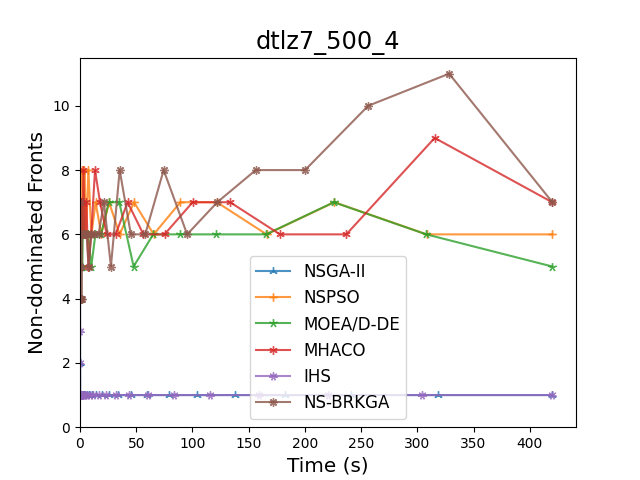 dtlz7_500_4
Non-dominated Fronts
10
8
6
4
2
0
NSGA-II
NSPSO
MOEA/D-DE
MHACO
IHS
NS-BRKGA
0 50 100 150 200 250 300 350 400
Time (s)